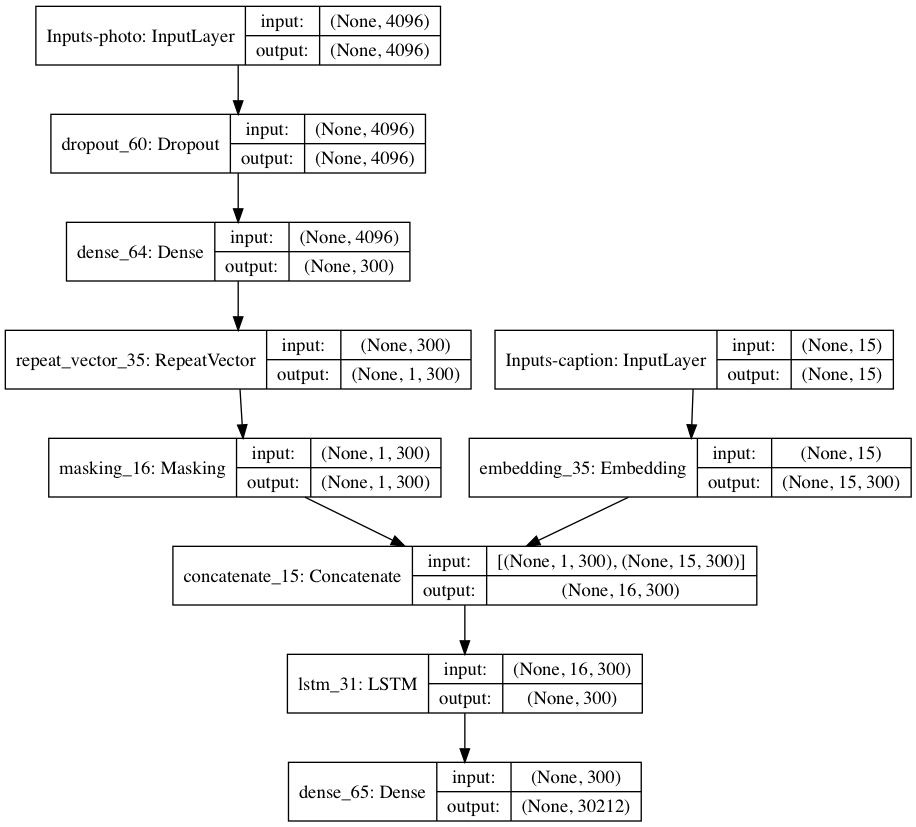 Inputs-photo: InputLayer input: (None, 4096)
output: (None, 4096)
dropout_60: Dropout input: (None, 4096)
output: (None, 4096)
dense_64: Dense input: (None, 4096)
output: (None, 300)
repeat_vector_35: RepeatVector input: (None, 300)
output: (None, 1, 300)
Inputs-caption: InputLayer input: (None, 15)
output: (None, 15)
masking_16: Masking input: (None, 1, 300)
output: (None, 1, 300)
embedding_35: Embedding input: (None, 15)
output: (None, 15, 300)
concatenate_15: Concatenate input: [(None, 1, 300), (None, 15, 300)]
output: (None, 16, 300)
lstm_31: LSTM input: (None, 16, 300)
output: (None, 300)
dense_65: Dense input: (None, 300)
output: (None, 30212)